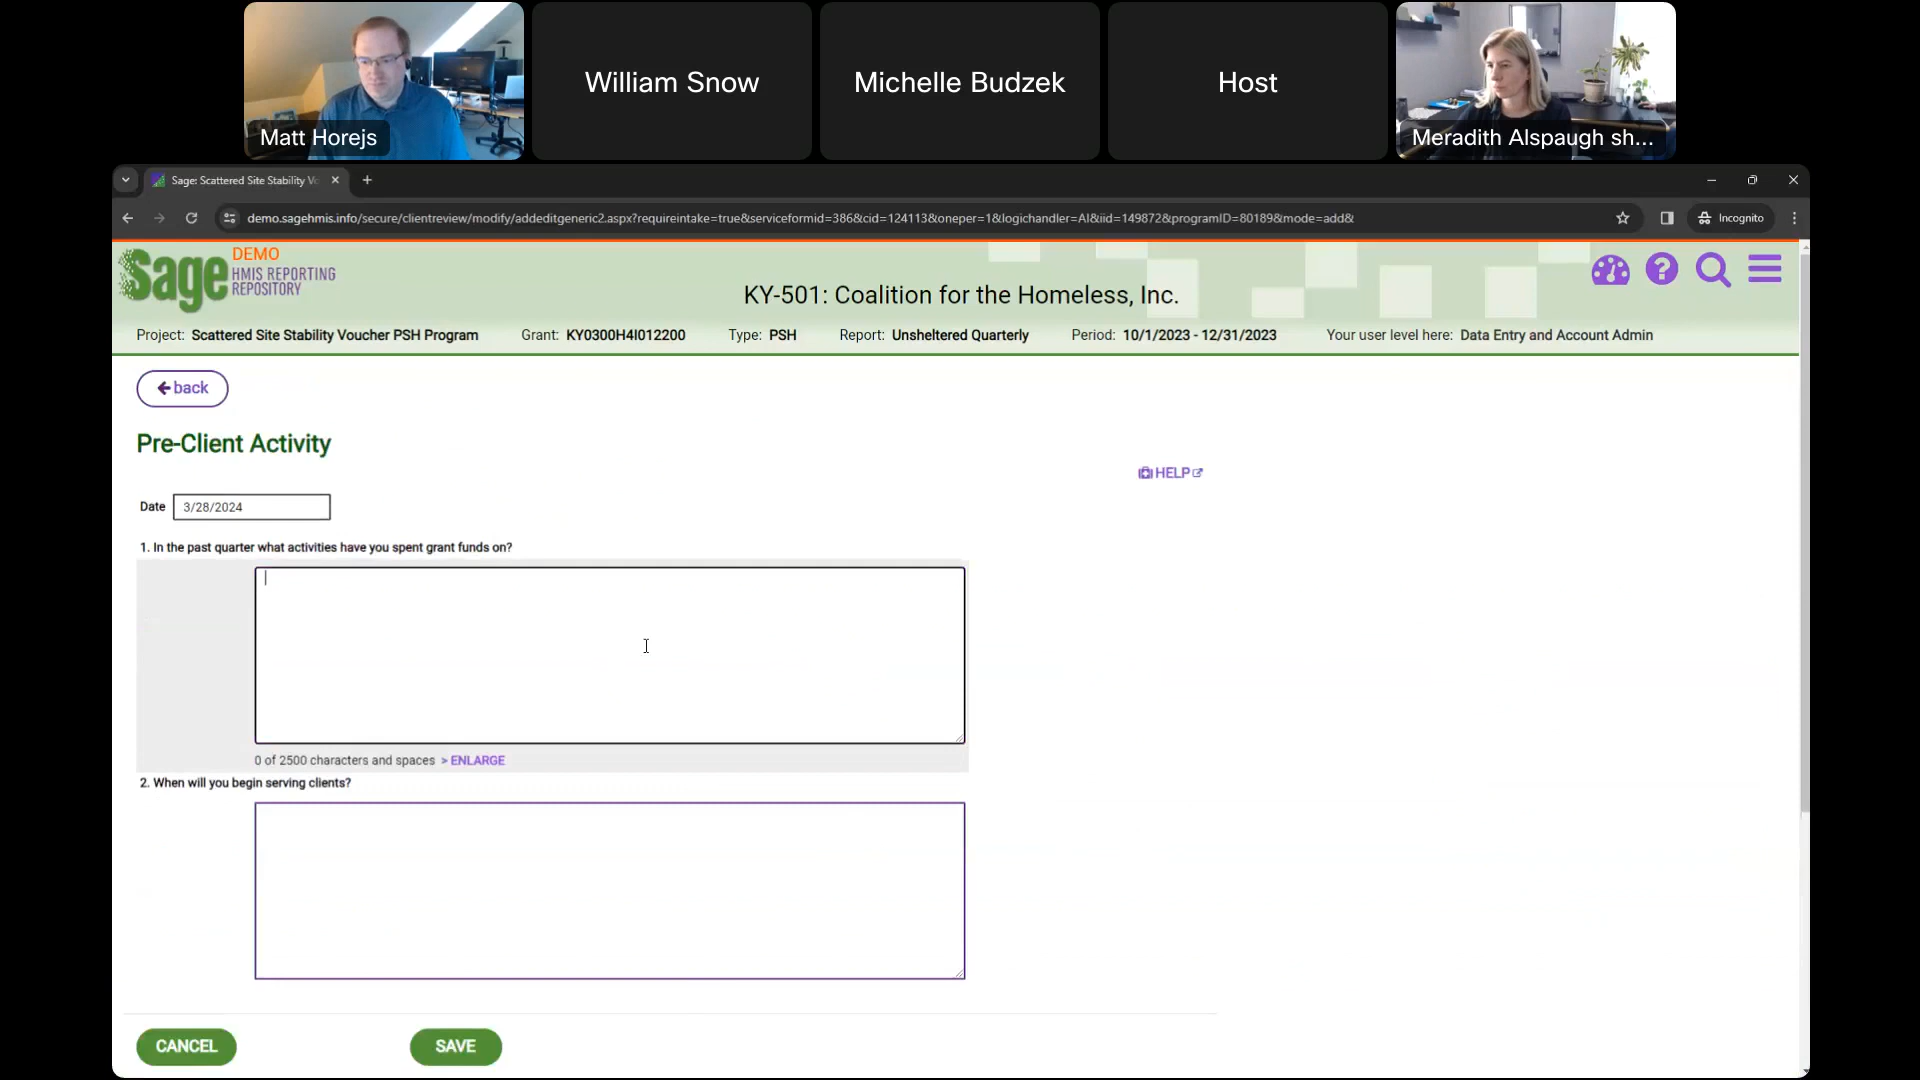 William Snow
Michelle Budzek
Host
Matt Horejs
Meradith Alspaugh sh...
Sage: Scattered Site Stability Vo
demo.sagehmis.info/secure/clientreview/modify/addeditgeneric2.aspx?requireintake=true&serviceformid=386&cid=124113&oneper=1&logichandler=AI&iid=149872&programID=80189&mode=add&
Incognito
Sage
DEMO
HMIS REPORTING
REPOSITORY
KY-501: Coalition for the Homeless, Inc.
Project: Scattered Site Stability Voucher PSH Program Grant: KY0300H4I012200 Type: PSH Report: Unsheltered Quarterly Period: 10/1/2023 - 12/31/2023 Your user level here: Data Entry and Account Admin
back
Pre-Client Activity
HELP
Date 3/28/2024
1. In the past quarter what activities have you spent grant funds on?
0 of 2500 characters and spaces > ENLARGE
2. When will you begin serving clients?
CANCEL SAVE